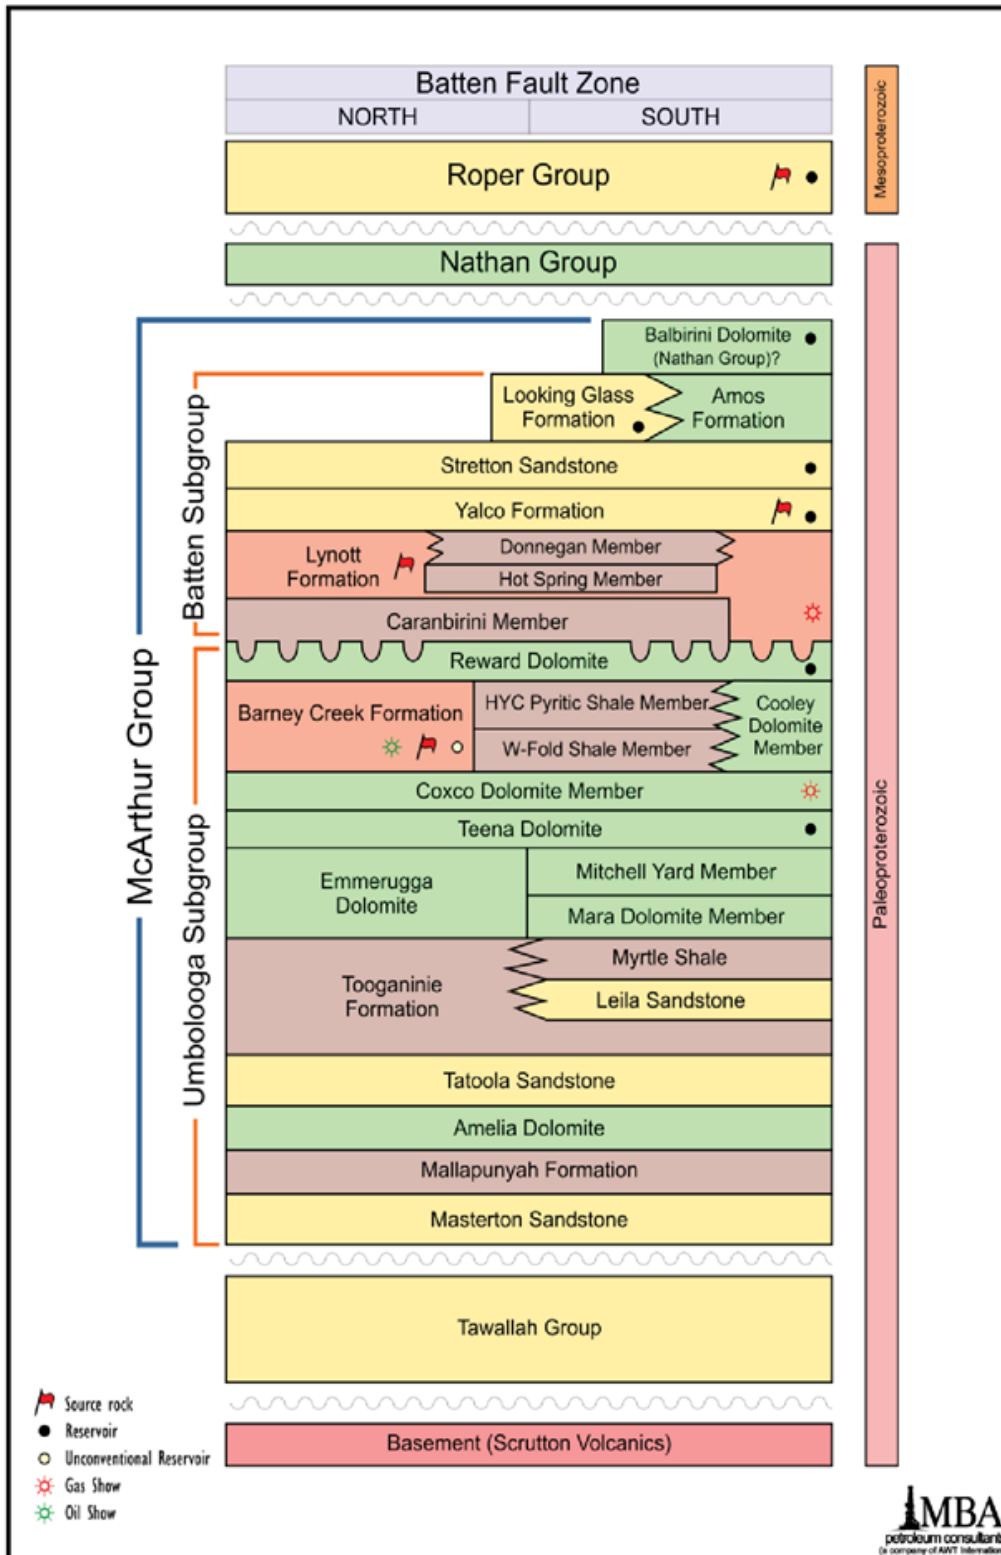 Batten Fault Zone
NORTH
SOUTH
Mesoproterozoic
Roper Group
Nathan Group
Balbirini Dolomite
(Nathan Group)?
Looking Glass
Formation
Amos
Formation
Stretton Sandstone
Yalco Formation
Lynott
Formation
Donnegan Member
Hot Spring Member
Caranbirini Member
Batten Subgroup
Reward Dolomite
Barney Creek Formation
HYC Pyritic Shale Member
W-Fold Shale Member
Cooley
Dolomite
Member
Coxco Dolomite Member
Teena Dolomite
Emmerugga
Dolomite
Mitchell Yard Member
Mara Dolomite Member
Tooganinie
Formation
Myrtle Shale
Leila Sandstone
Tatoola Sandstone
Amelia Dolomite
Mallapunyah Formation
Masterton Sandstone
Umbolooga Subgroup
McArthur Group
Paleoproterozoic
Tawallah Group
Basement (Scrutton Volcanics)
Source rock
Reservoir
Unconventional Reservoir
Gas Show
Oil Show
MBA
petroleum consultant
(a company of AWT Internation